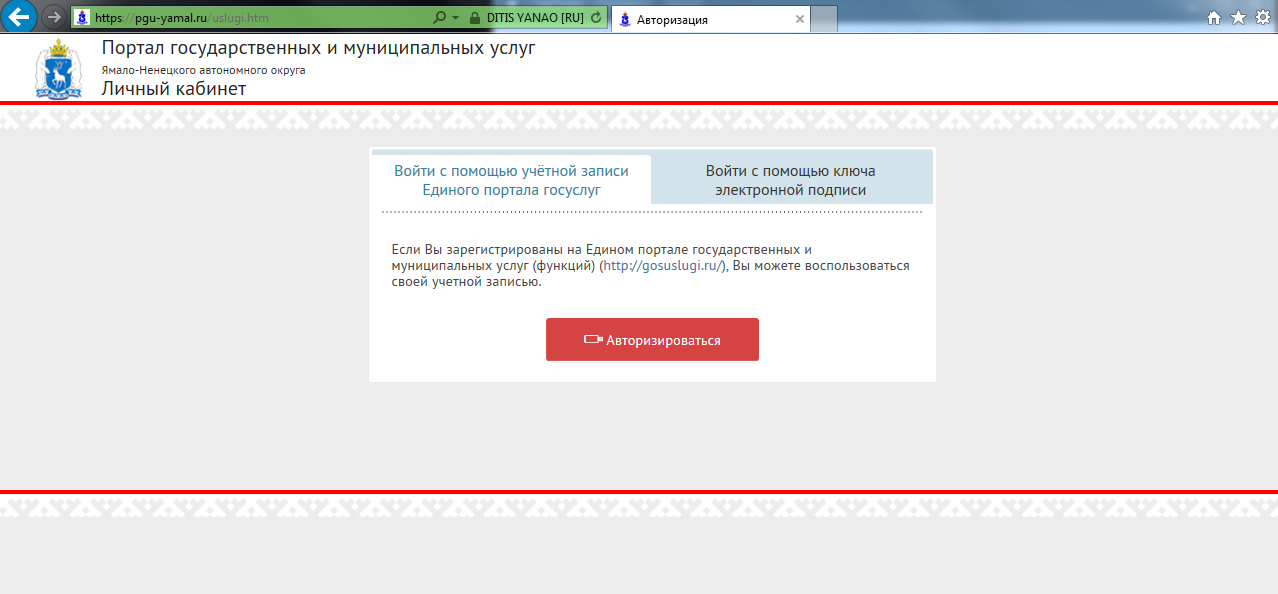 https://pgu-yamal.ru/uslugi.htm
DITIS YANAO [RU]
Авторизация
Портал государственных и муниципальных услуг
Ямало-Ненецкого автономного округа
Личный кабинет
Войти с помощью учётной записи
Единого портала госуслуг
Войти с помощью ключа
электронной подписи
Если Вы зарегистрированы на Едином портале государственных и
муниципальных услуг (функций) (http://gosuslugi.ru/), Вы можете воспользоваться
своей учетной записью.
Авторизироваться